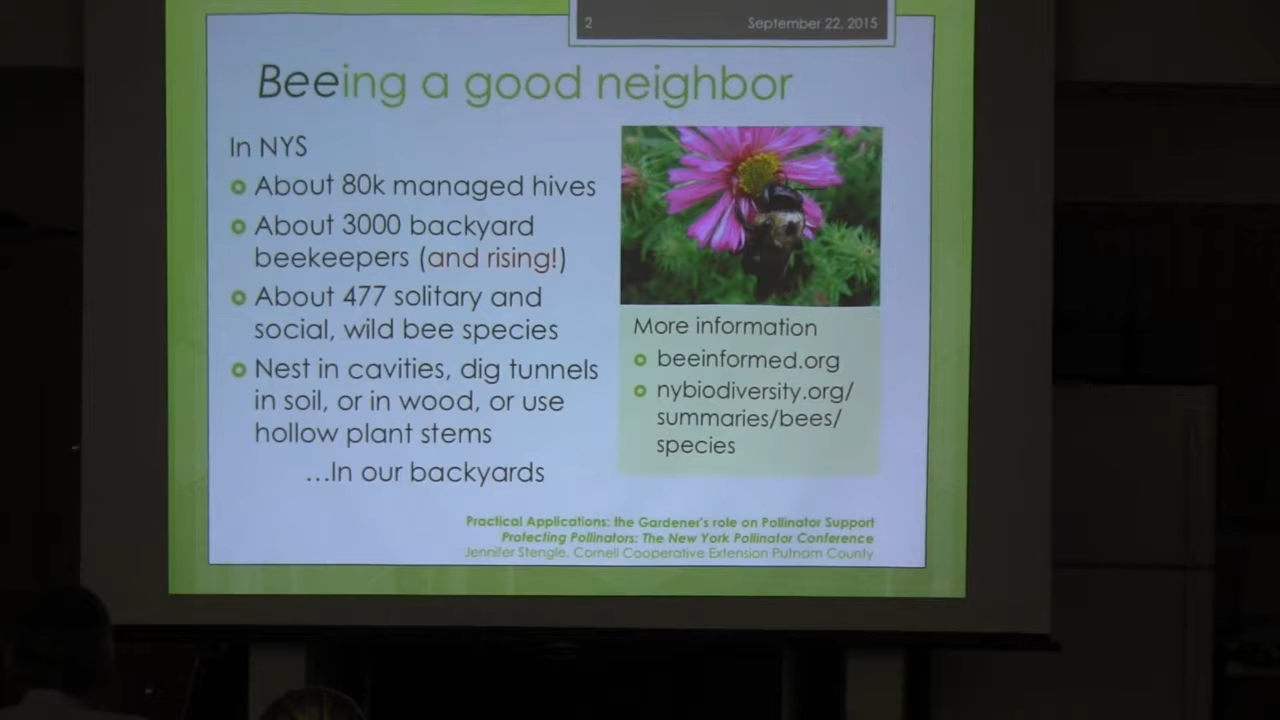 2
September 22, 2015
Beeing a good neighbor
In NYS
About 80k managed hives
About 3000 backyard
beekeepers (and rising!)
About 477 solitary and
social, wild bee species
Nest in cavities, dig tunnels
in soil, or in wood, or use
hollow plant stems
...In our backyards
More information
beeinformed.org
nybiodiversity.org/
summaries/bees/
species
Practical Applications: the Gardener's role on Pollinator Support
Protecting Pollinators: The New York Pollinator Conference
Jennifer Stengle, Cornell Cooperative Extension Putnam County